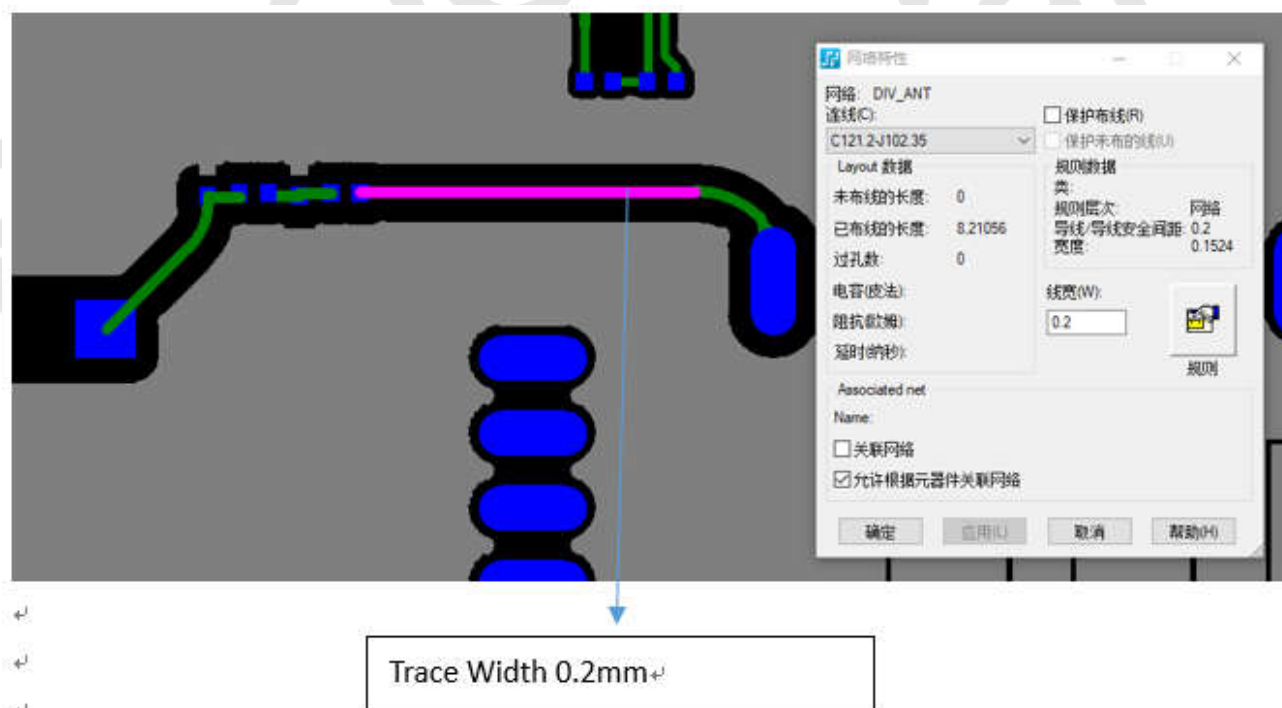 网络特性
网络: DIV_ANT
连线(C):
C121.2-J102.35
保护布线(R)
保护未布的线(U)
Layout 数据
未布线的长度: 0
已布线的长度: 8.21056
过孔数: 0
电容(皮法):
阻抗(欧姆):
延时(纳秒):
规则数据
类:
规则层次: 网络
导线/导线安全间距: 0.2
宽度: 0.1524
线宽(W):
0.2
规则
Associated net
Name:
关联网络
允许根据元器件关联网络
确定 应用(L) 取消 帮助(H)
Trace Width 0.2mm